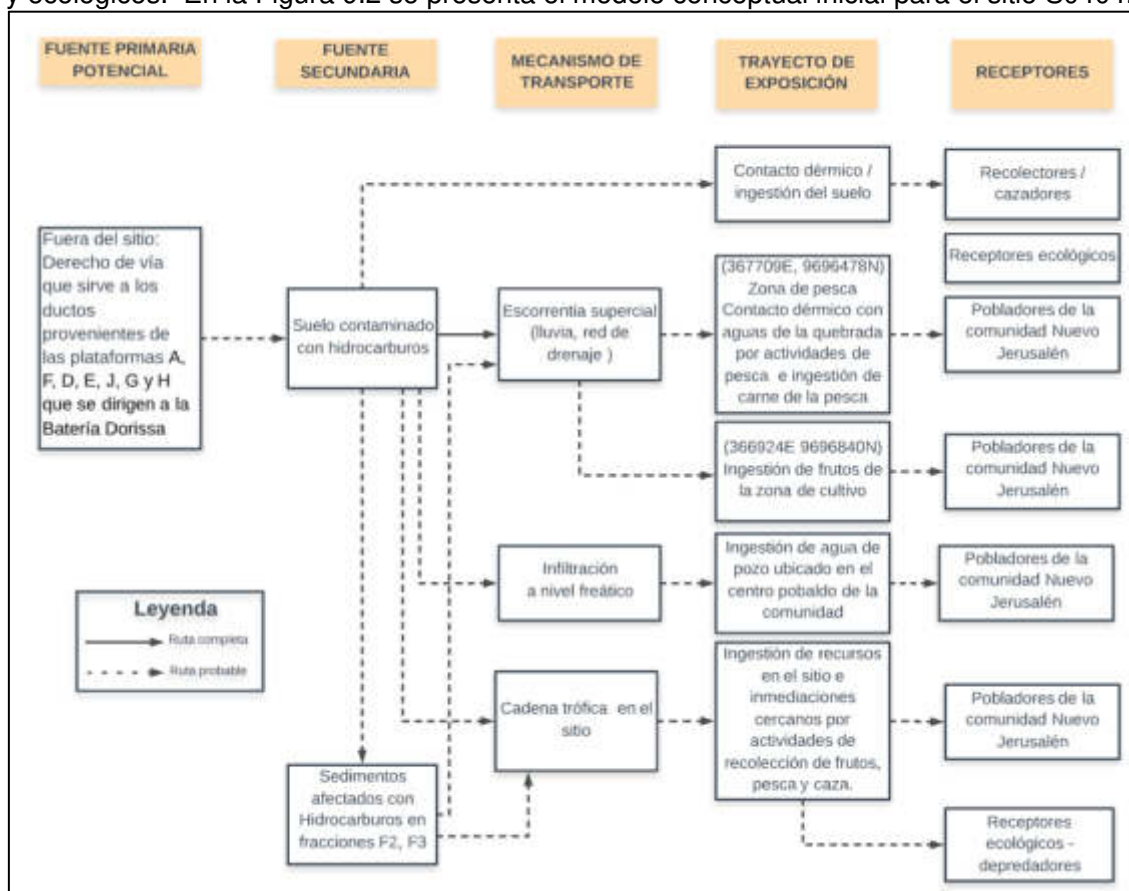 y ecológicos. En la Figura 6.2 se presenta el modelo conceptual inicial para el sitio
FUENTE PRIMARIA
POTENCIAL
FUENTE
SECUNDARIA
MECANISMO DE
TRANSPORTE
TRAYECTO DE
EXPOSICIÓN
RECEPTORES
Contacto dérmico /
ingestión del suelo
Recolectores /
cazadores
Fuera del sitio:
Derecho de vía
que sirve a los
ductos
provenientes de
las plataformas A,
F, D, E, J, G y H
que se dirigen a la
Batería Dorissa
Suelo contaminado
con hidrocarburos
Escorrentía supercial
(lluvia, red de
drenaje )
(367709E, 9696478N)
Zona de pesca
Contacto dérmico con
aguas de la quebrada
por actividades de
pesca e ingestión de
carne de la pesca
Receptores ecológicos
Pobladores de la
comunidad Nuevo
Jerusalén
(366924E 9696840N)
Ingestión de frutos de
la zona de cultivo
Pobladores de la
comunidad Nuevo
Jerusalén
Infiltración
a nivel freático
Ingestión de agua de
pozo ubicado en el
centro pobaldo de la
comunidad
Pobladores de la
comunidad Nuevo
Jerusalén
Leyenda
Ruta completa
Ruta probable
Cadena trófica en el
sitio
Ingestión de recursos
en el sitio e
inmediaciones
cercanos por
actividades de
recolección de frutos,
pesca y caza.
Pobladores de la
comunidad Nuevo
Jerusalén
Sedimentos
afectados con
Hidrocarburos en
fracciones F2, F3
Receptores
ecológicos -
depredadores